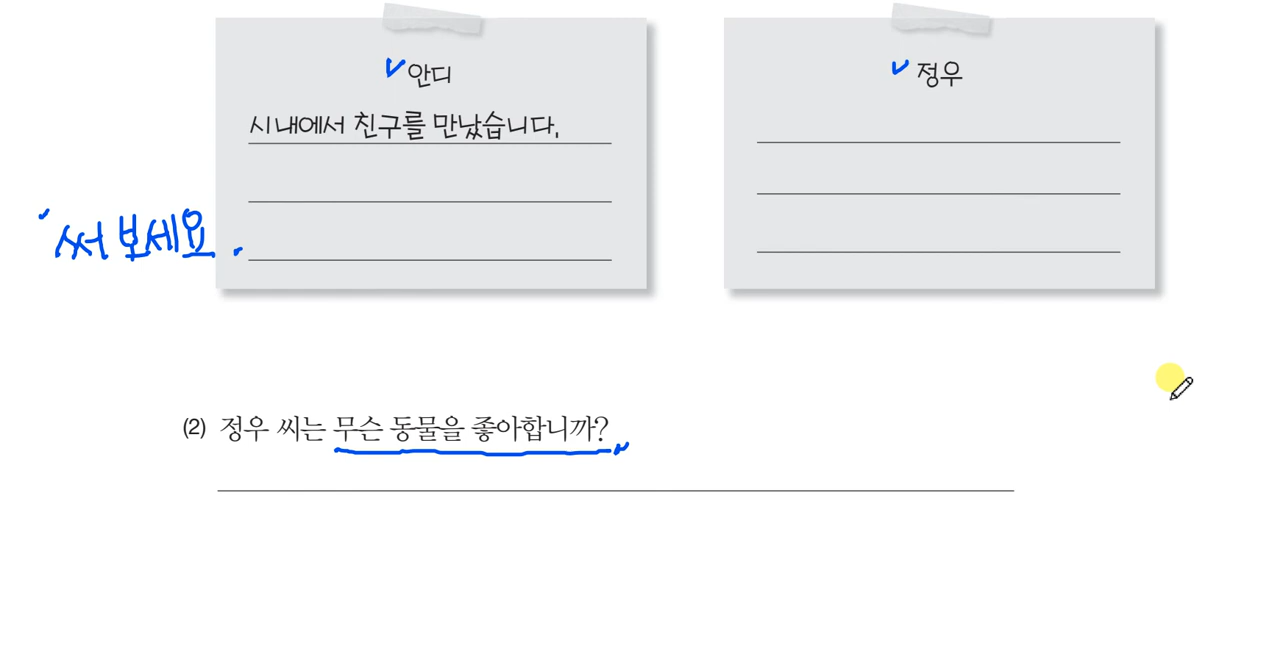 안디
정우
시내에서 친구를 만났습니다.
써 보세요.
(2) 정우 씨는 무슨 동물을 좋아합니까?